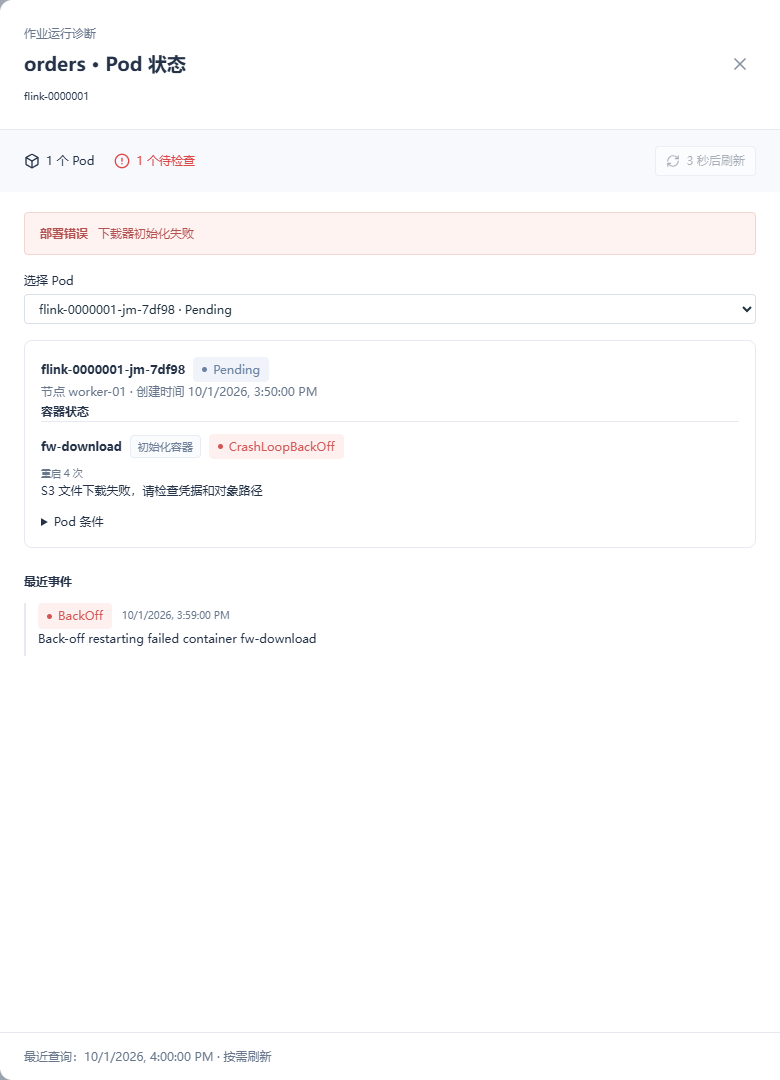 作业运行诊断
orders • Pod 状态
flink-0000001
1 个 Pod
1 个待检查
3 秒后刷新
部署错误 下载器初始化失败
选择 Pod
flink-0000001-jm-7df98 · Pending
flink-0000001-jm-7df98 Pending
节点 worker-01 · 创建时间 10/1/2026, 3:50:00 PM
容器状态
fw-download 初始化容器 CrashLoopBackOff
重启 4 次
S3 文件下载失败，请检查凭据和对象路径
Pod 条件
最近事件
BackOff 10/1/2026, 3:59:00 PM
Back-off restarting failed container fw-download
最近查询：10/1/2026, 4:00:00 PM · 按需刷新